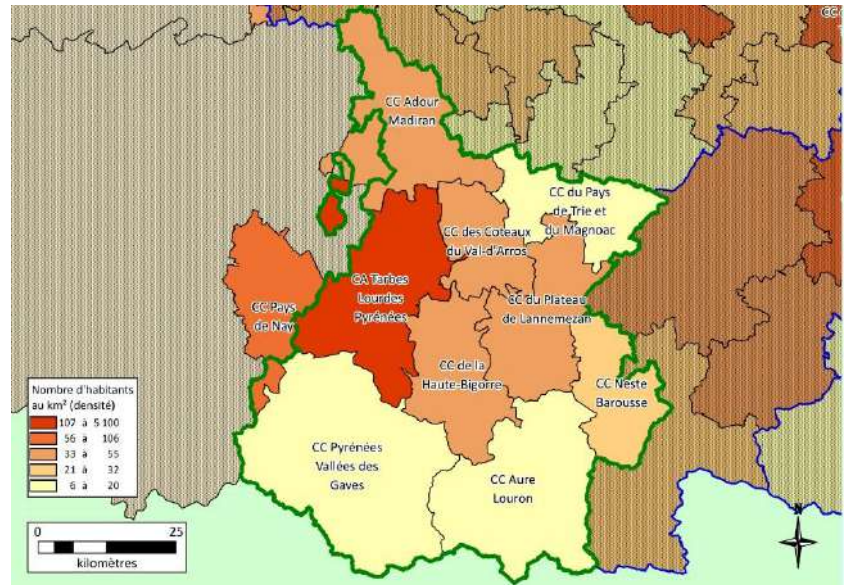 CC
CC Adour
Madiran
CC du Pays
de Trie et
du Magnoac
CC des Coteaux
du Val-d'Arros
CA Tarbes
Lourdes
Pyrénées
CC Pays
de Nay
CC du Plateau
de Lannemezan
CC de la
Haute-Bigorre
CC Neste
Barousse
CC Pyrénées
Vallées des
Gaves
CC Aure
Louron
Nombre d'habitants
au km² (densité)
107 à 5 100
56 à 106
33 à 55
21 à 32
6 à 20
0 25
kilomètres
N